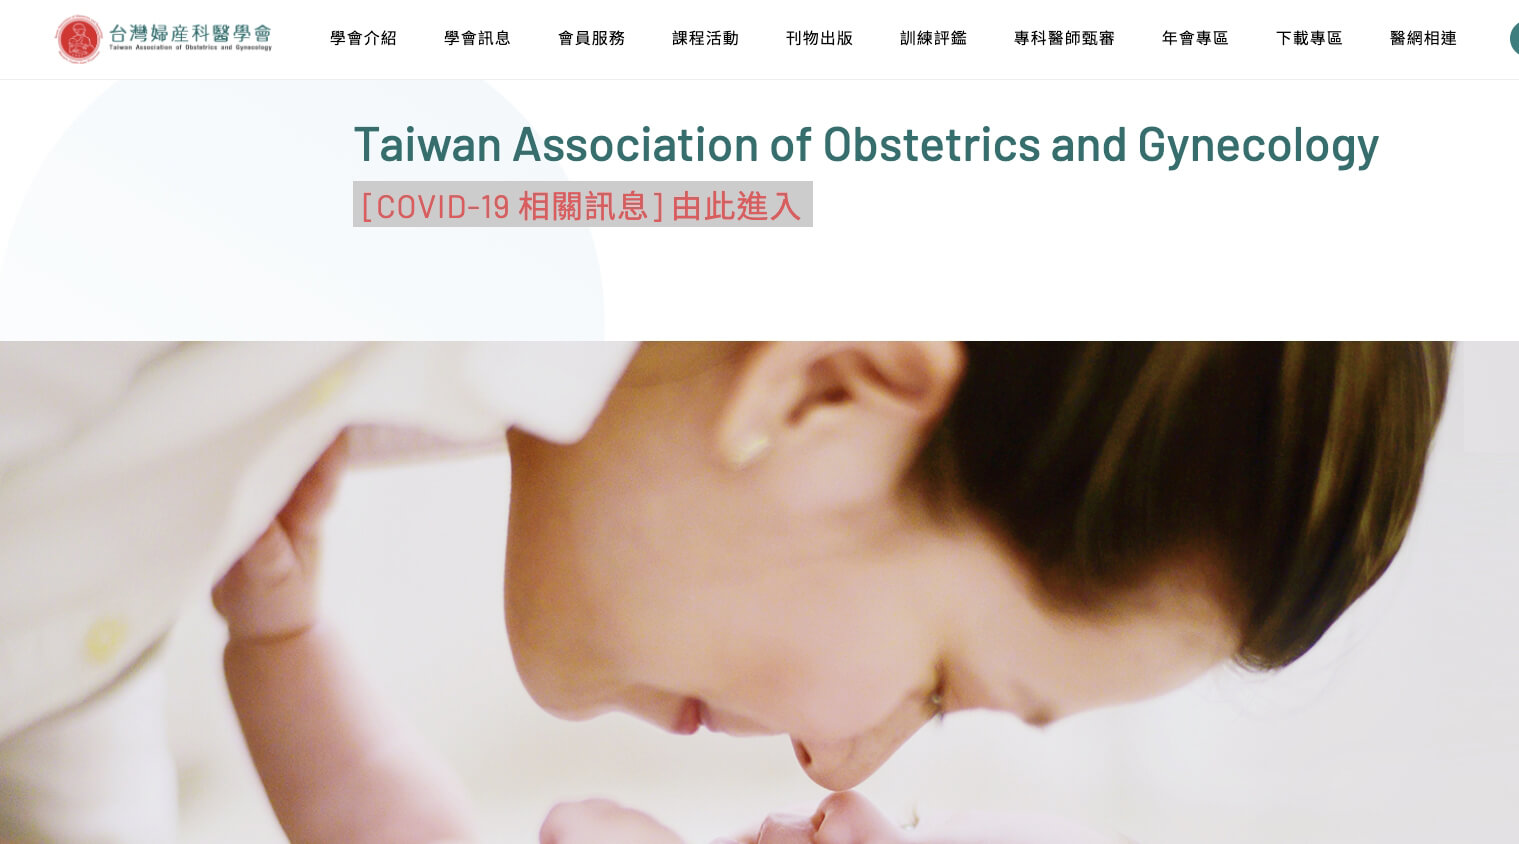 台灣婦產科醫學會
Taiwan Association of Obstetrics and Gynecology
學會介紹 學會訊息 會員服務 課程活動 刊物出版 訓練評鑑 專科醫師甄審 年會專區 下載專區 醫網相連
Taiwan Association of Obstetrics and Gynecology
[COVID-19 相關訊息] 由此進入